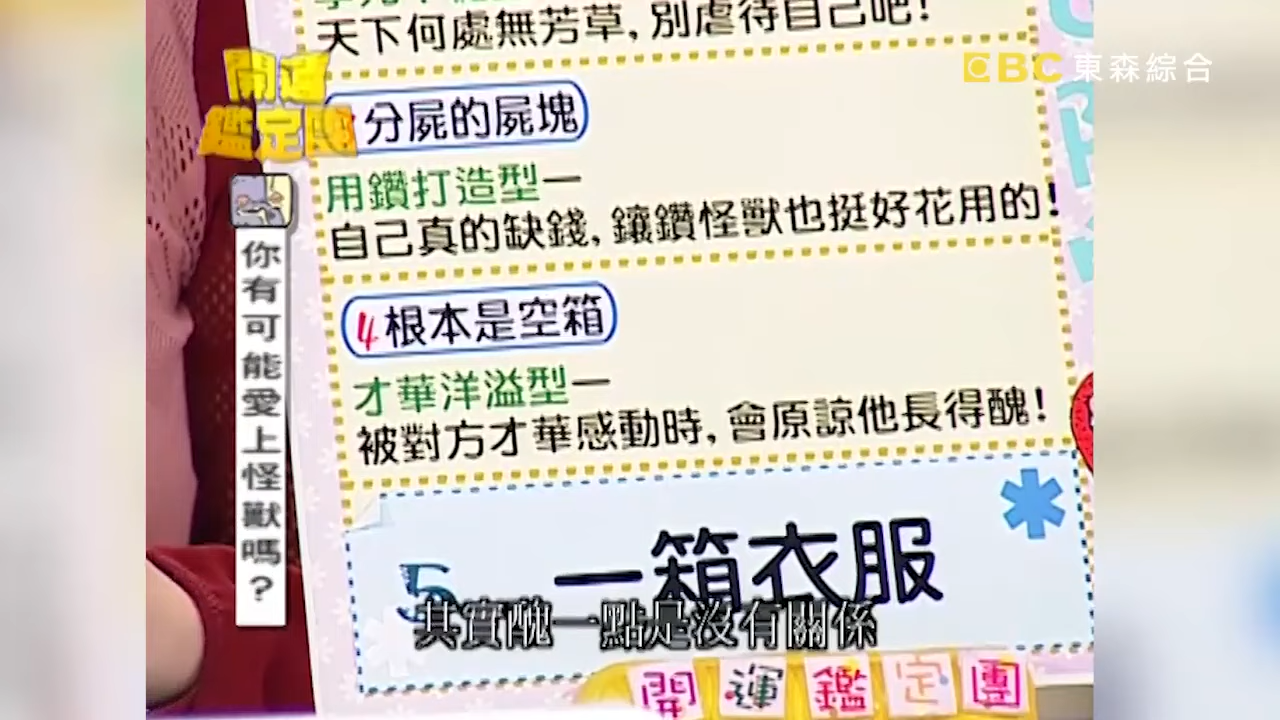 天下何處無芳草,別虐待自己吧!
EBC 東森綜合
開運
鑑定團
分屍的屍塊
用鑽打造型—
自己真的缺錢,鑲鑽怪獸也挺好花用的!
你有可能愛上怪獸嗎?
4 根本是空箱
才華洋溢型—
被對方才華感動時,會原諒他長得醜!
5 一箱衣服
其實醜一點是沒有關係
開運鑑定團